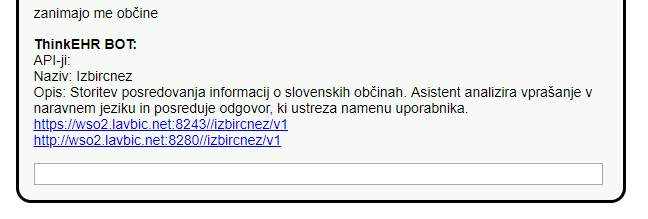 zanimajo me občine
ThinkEHR BOT:
API-ji:
Naziv: Izbircnez
Opis: Storitev posredovanja informacij o slovenskih občinah. Asistent analizira vprašanje v
naravnem jeziku in posreduje odgovor, ki ustreza namenu uporabnika.
https://wso2.lavbic.net:8243//izbircnez/v1
http://wso2.lavbic.net:8280//izbircnez/v1